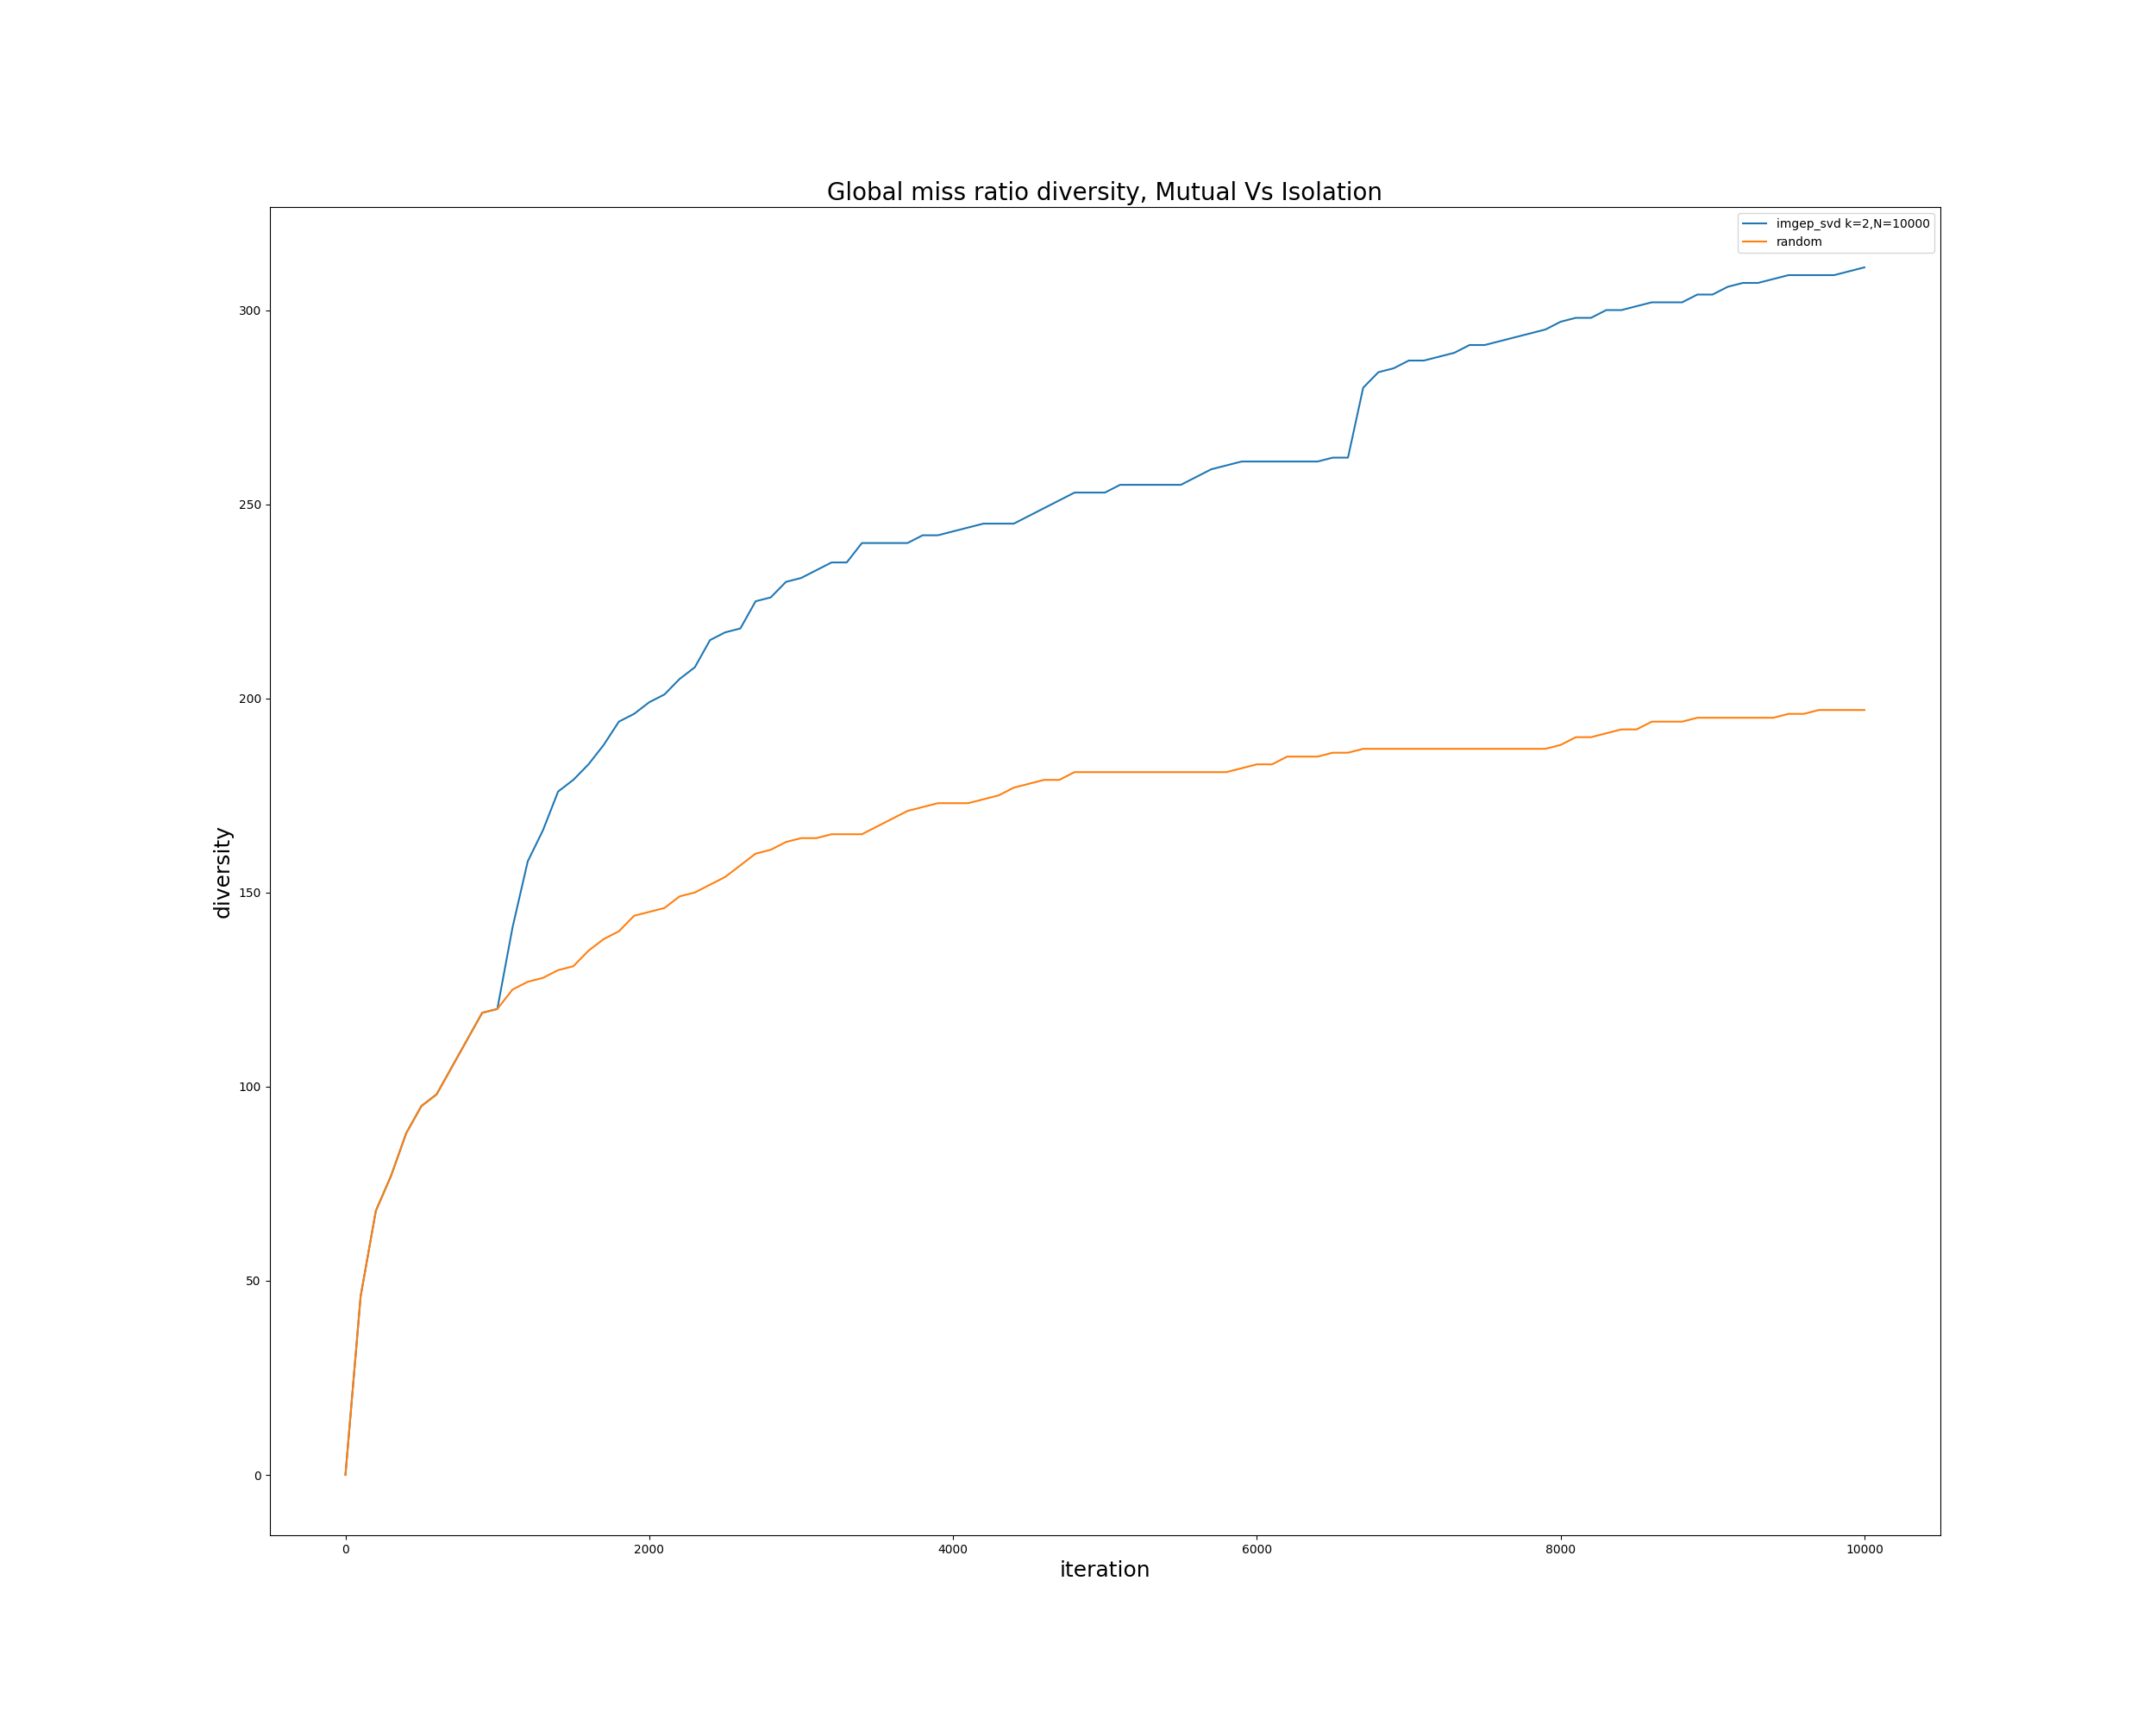 Global miss ratio diversity, Mutual Vs Isolation
imgep_svd k=2,N=10000
random
300
250
200
150
100
50
0
diversity
0 2000 4000 6000 8000 10000
iteration